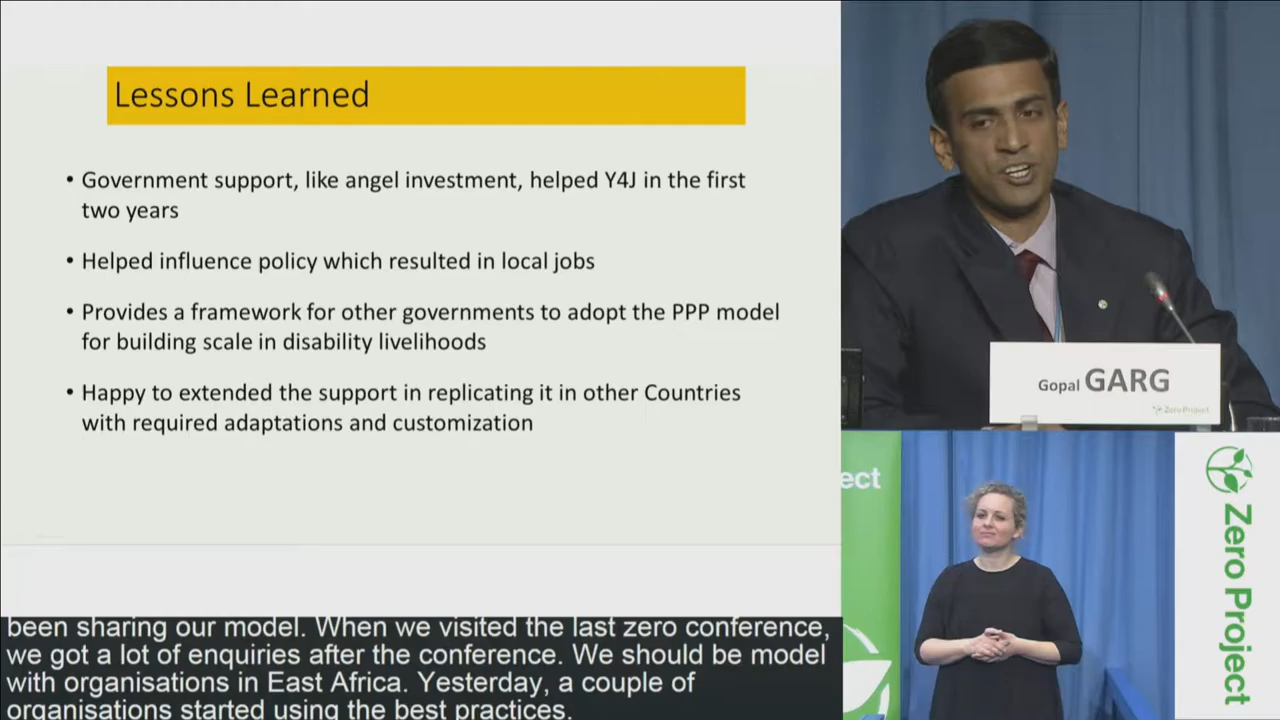 Lessons Learned
• Government support, like angel investment, helped Y4J in the first
two years
• Helped influence policy which resulted in local jobs
• Provides a framework for other governments to adopt the PPP model
for building scale in disability livelihoods
• Happy to extended the support in replicating it in other Countries
with required adaptations and customization
Gopal GARG
Zero Project
ect
Zero Project
been sharing our model. When we visited the last zero conference,
we got a lot of enquiries after the conference. We should be model
with organisations in East Africa. Yesterday, a couple of
organisations started using the best practices.